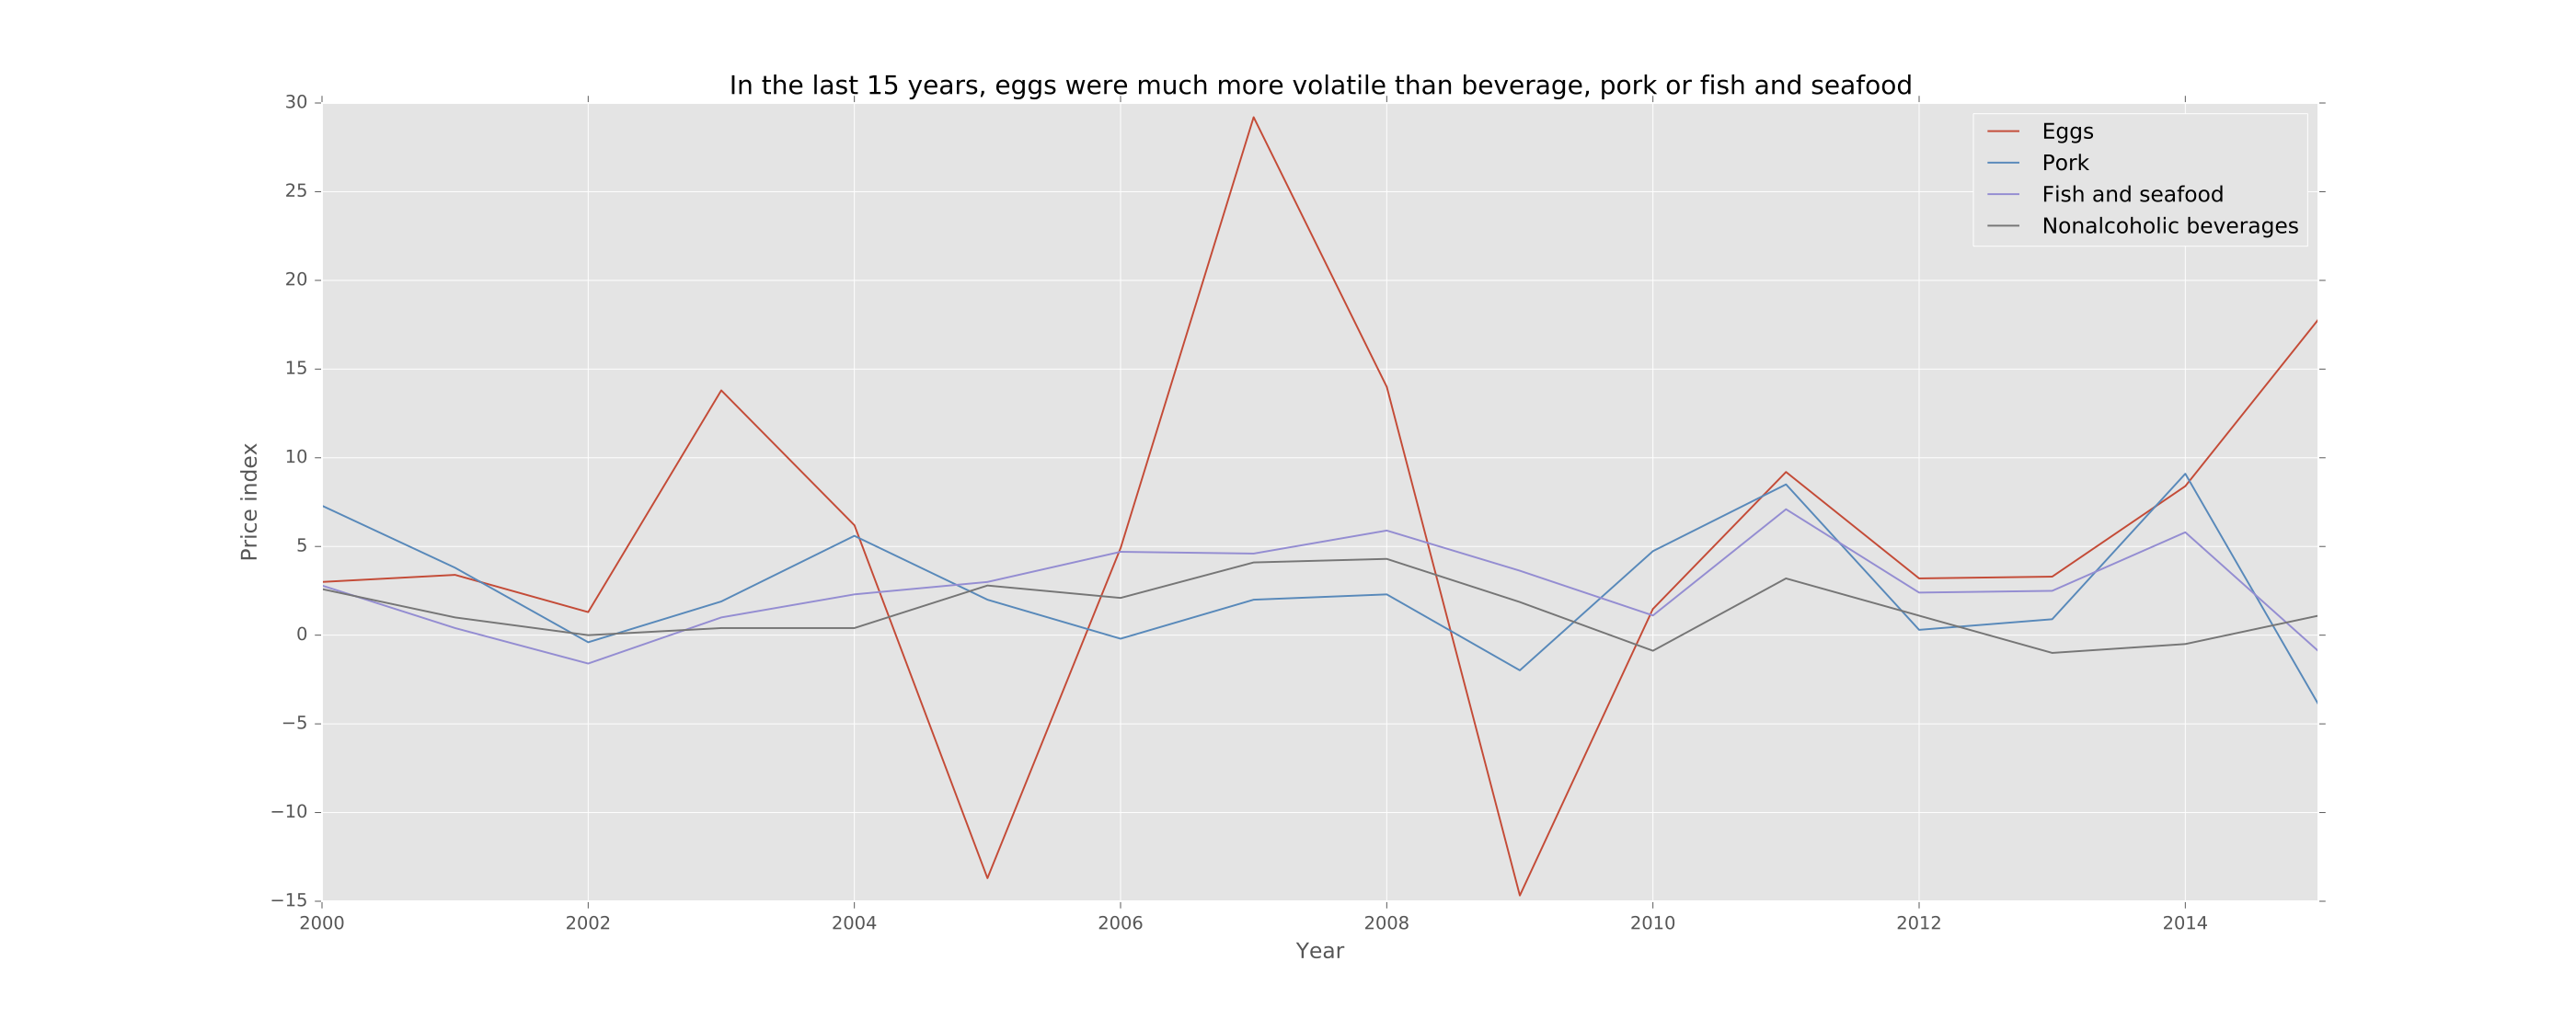 In the last 15 years, eggs were much more volatile than beverage, pork or fish and seafood
30
25
20
15
10
5
0
−5
−10
−15
Price index
Eggs
Pork
Fish and seafood
Nonalcoholic beverages
2000 2002 2004 2006 2008 2010 2012 2014
Year